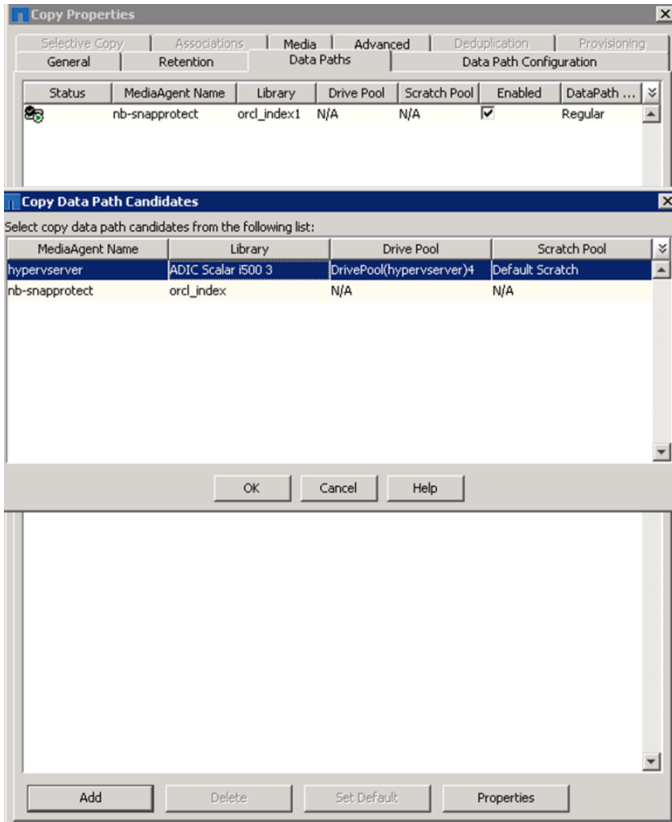 Copy Properties
Selective Copy Associations Media Advanced Deduplication Provisioning
General Retention Data Paths Data Path Configuration
Status MediaAgent Name Library Drive Pool Scratch Pool Enabled DataPath ...
nb-snapprotect orcl_index1 N/A N/A Regular
Copy Data Path Candidates
Select copy data path candidates from the following list:
MediaAgent Name Library Drive Pool Scratch Pool
hypervserver ADIC Scalar i500 3 DrivePool(hypervserver)4 Default Scratch
nb-snapprotect orcl_index N/A N/A
OK Cancel Help
Add Delete Set Default Properties